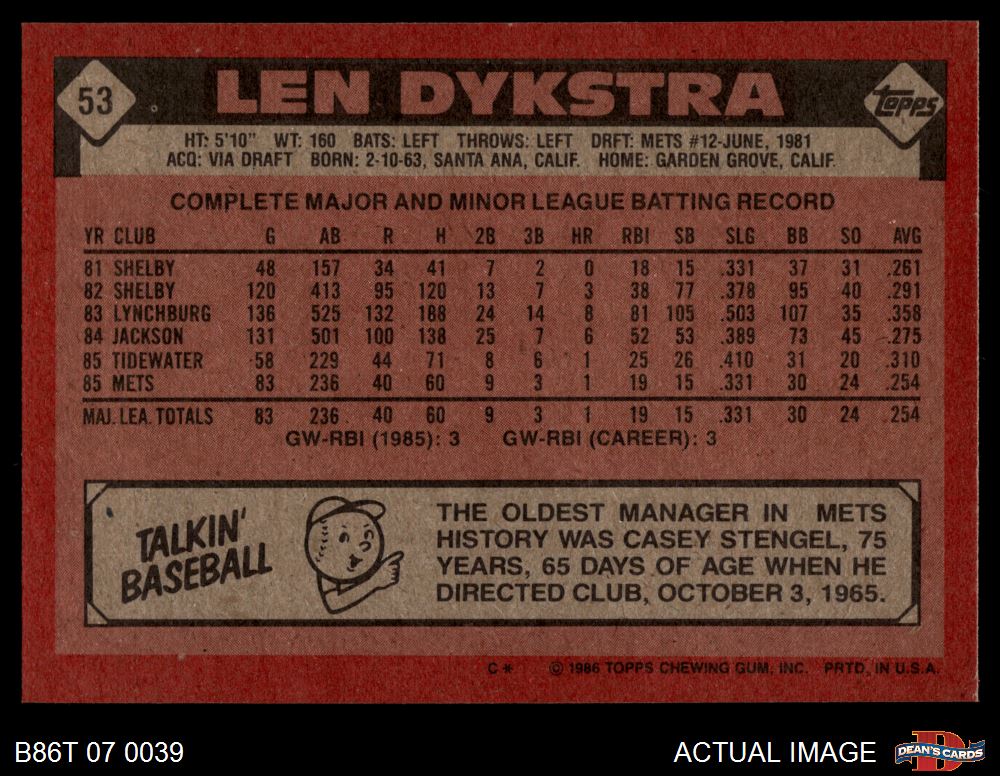 53
LEN DYKSTRA
Topps
HT: 5'10" WT: 160 BATS: LEFT THROWS: LEFT DRFT: METS #12-JUNE, 1981
ACQ: VIA DRAFT BORN: 2-10-63, SANTA ANA, CALIF. HOME: GARDEN GROVE, CALIF.
COMPLETE MAJOR AND MINOR LEAGUE BATTING RECORD
YR CLUB G AB R H 2B 3B HR RBI SB SLG BB SO AVG
81 SHELBY 48 157 34 41 7 2 0 18 15 .331 37 31 .261
82 SHELBY 120 413 95 120 13 7 3 38 77 .378 95 40 .291
83 LYNCHBURG 136 525 132 188 24 14 8 81 105 .503 107 35 .358
84 JACKSON 131 501 100 138 25 7 6 52 53 .389 73 45 .275
85 TIDEWATER 58 229 44 71 8 6 1 25 26 .410 31 20 .310
85 METS 83 236 40 60 9 3 1 19 15 .331 30 24 .254
MAJ. LEA. TOTALS 83 236 40 60 9 3 1 19 15 .331 30 24 .254
GW-RBI (1985): 3 GW-RBI (CAREER): 3
TALKIN'
BASEBALL
THE OLDEST MANAGER IN METS
HISTORY WAS CASEY STENGEL, 75
YEARS, 65 DAYS OF AGE WHEN HE
DIRECTED CLUB, OCTOBER 3, 1965.
C* © 1986 TOPPS CHEWING GUM, INC. PRTD. IN U.S.A.
B86T 07 0039
ACTUAL IMAGE
D
DEAN'S CARDS